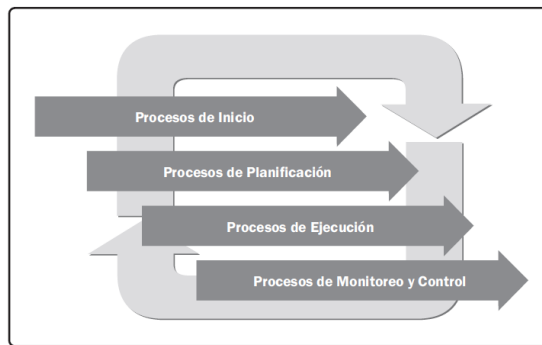 Procesos de Inicio
Procesos de Planificación
Procesos de Ejecución
Procesos de Monitoreo y Control